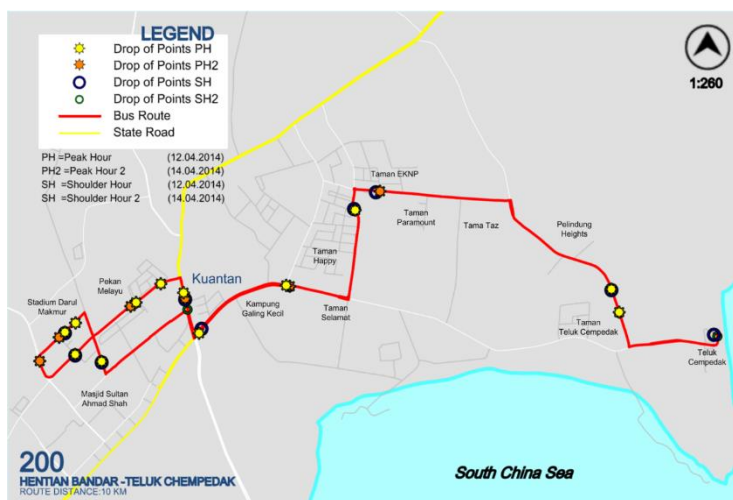 LEGEND
Drop of Points PH
Drop of Points PH2
Drop of Points SH
Drop of Points SH2
Bus Route
State Road
PH =Peak Hour (12.04.2014)
PH2 =Peak Hour 2 (14.04.2014)
SH =Shoulder Hour (12.04.2014)
SH =Shoulder Hour 2 (14.04.2014)
1:260
Taman EKNP
Taman
Paramount
Tama Taz
Pelindung
Heights
Taman
Happy
Pekan
Melayu
Kuantan
Stadium Darul
Makmur
Kampung
Galing Kecil
Taman
Selamat
Taman
Teluk Cempedak
Teluk
Cempedak
Masjid Sultan
Ahmad Shah
200
HENTIAN BANDAR -TELUK CHEMPEDAK
ROUTE DISTANCE:10 KM
South China Sea